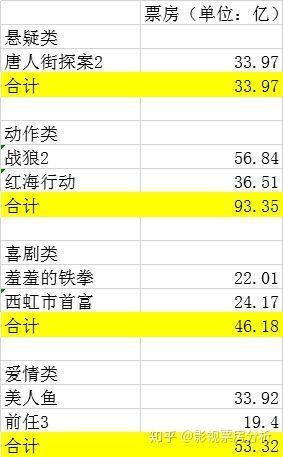 票房（单位：亿）
悬疑类
唐人街探案2 33.97
合计 33.97
动作类
战狼2 56.84
红海行动 36.51
合计 93.35
喜剧类
羞羞的铁拳 22.01
西虹市首富 24.17
合计 46.18
爱情类
美人鱼 33.92
前任3 19.4
合计 53.32
知乎 @影视票房分析